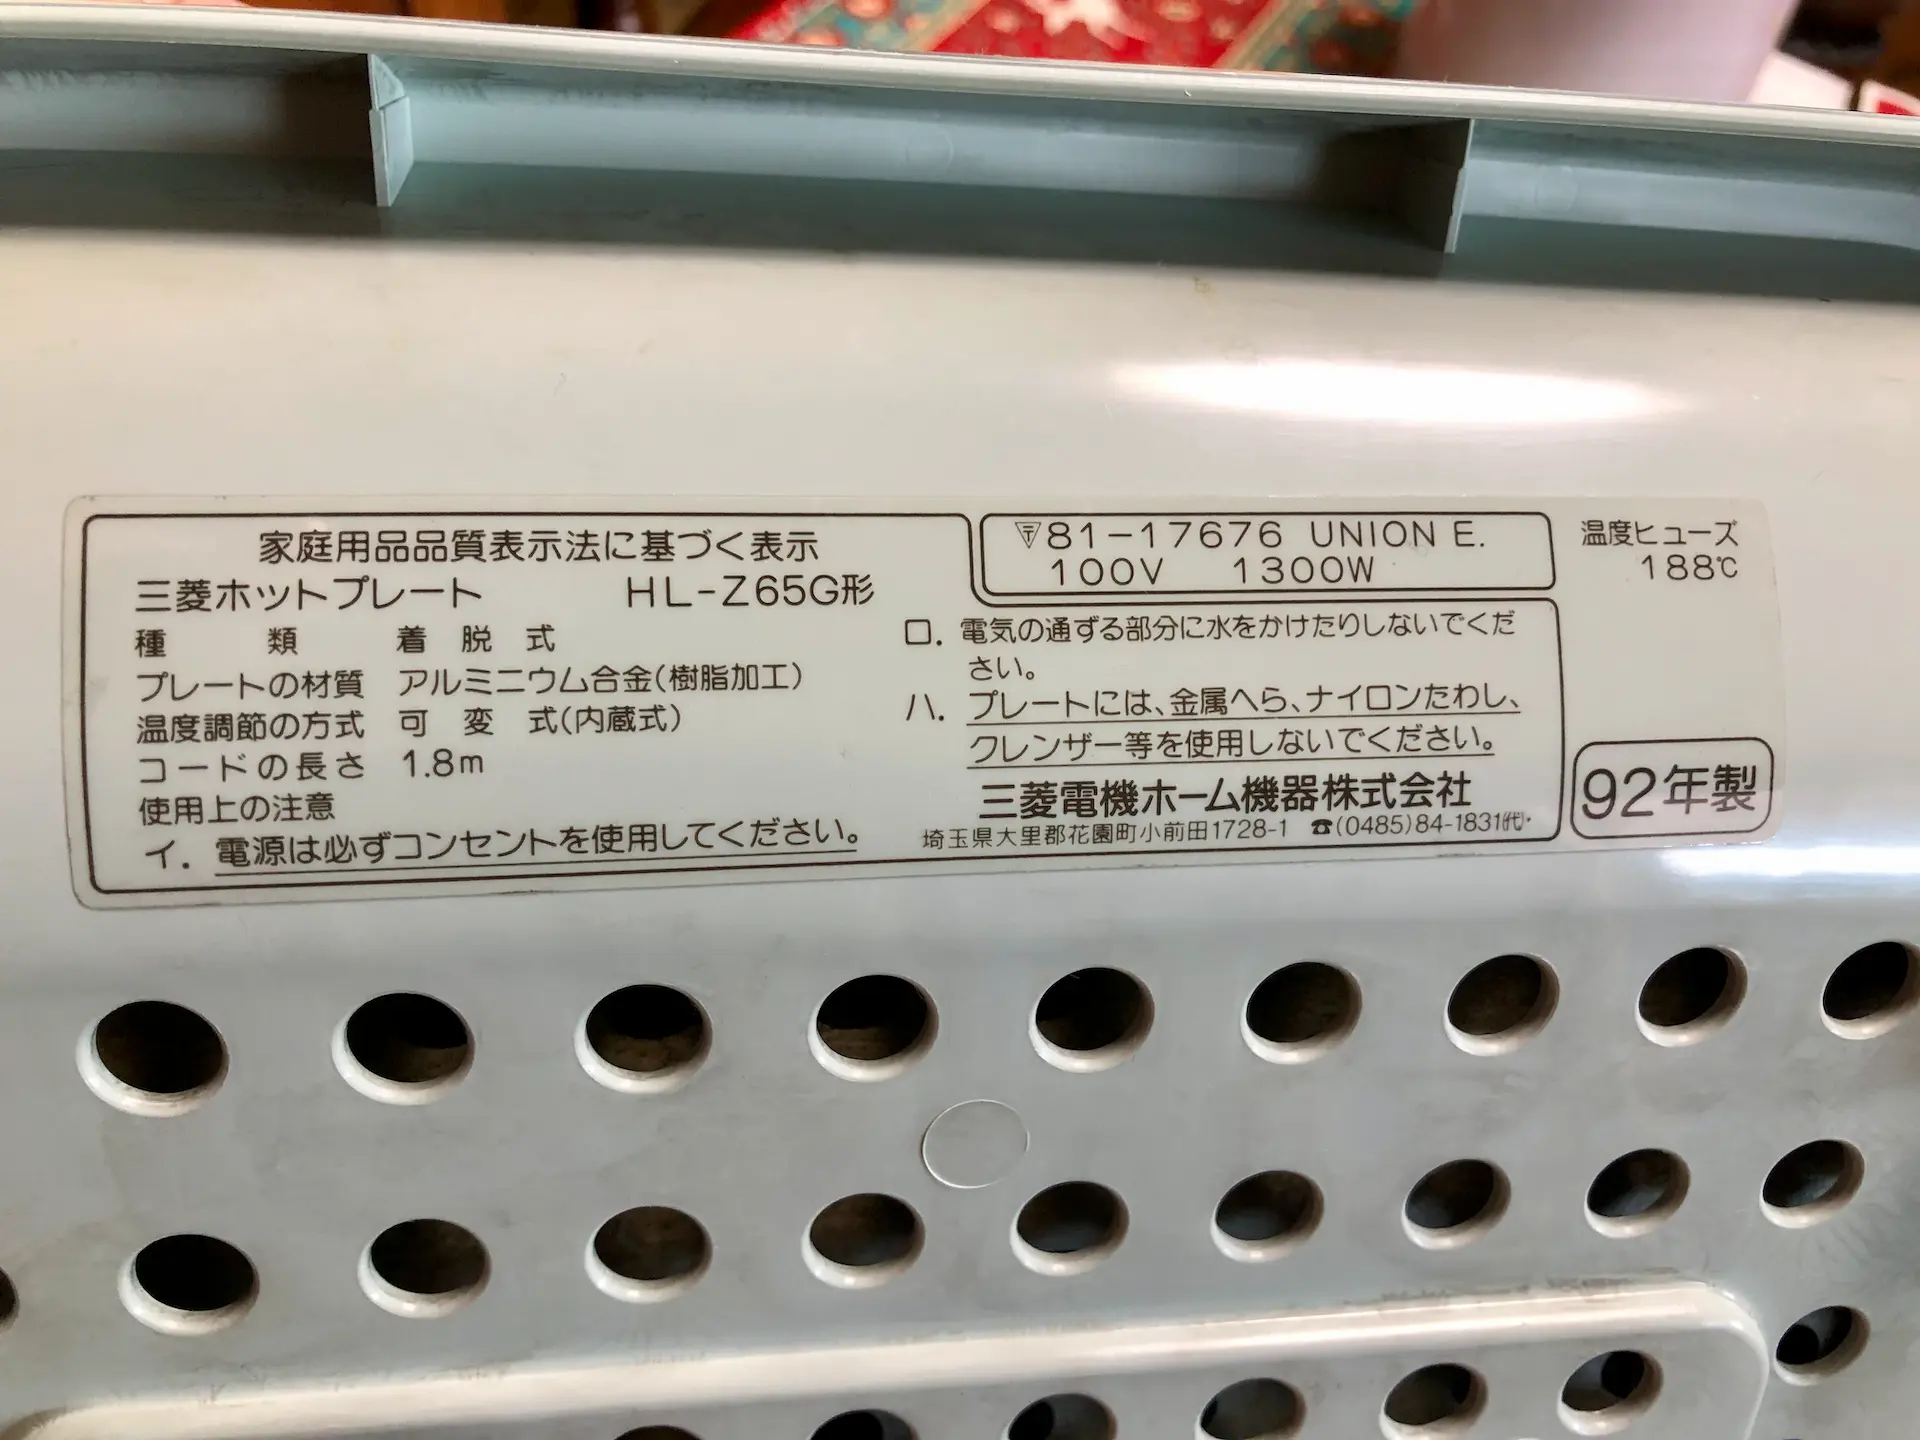 家庭用品品質表示法に基づく表示
三菱ホットプレート HL-Z65G形
種 類 着 脱 式
プレートの材質 アルミニウム合金(樹脂加工)
温度調節の方式 可 変 式(内蔵式)
コードの長さ 1.8m
使用上の注意
イ. 電源は必ずコンセントを使用してください。
81-17676 UNION E.
100V 1300W
ロ. 電気の通ずる部分に水をかけたりしないでくだ
さい。
ハ. プレートには、金属へら、ナイロンたわし、
クレンザー等を使用しないでください。
三菱電機ホーム機器株式会社
埼玉県大里郡花園町小前田1728-1 ☎(0485)84-1831㈹
温度ヒューズ
188℃
92年製